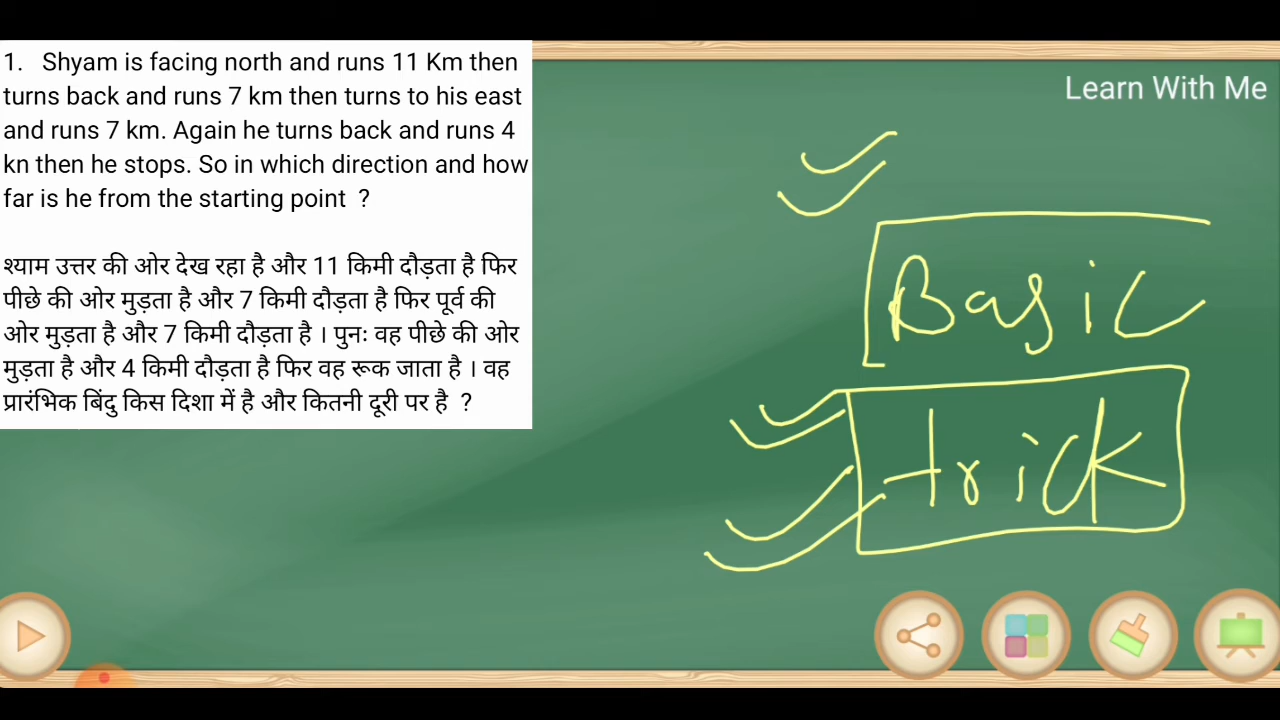 1. Shyam is facing north and runs 11 Km then
turns back and runs 7 km then turns to his east
and runs 7 km. Again he turns back and runs 4
kn then he stops. So in which direction and how
far is he from the starting point ?
श्याम उत्तर की ओर देख रहा है और 11 किमी दौड़ता है फिर
पीछे की ओर मुड़ता है और 7 किमी दौड़ता है फिर पूर्व की
ओर मुड़ता है और 7 किमी दौड़ता है । पुनः वह पीछे की ओर
मुड़ता है और 4 किमी दौड़ता है फिर वह रूक जाता है । वह
प्रारंभिक बिंदु किस दिशा में है और कितनी दूरी पर है ?
Learn With Me
Basic
trick